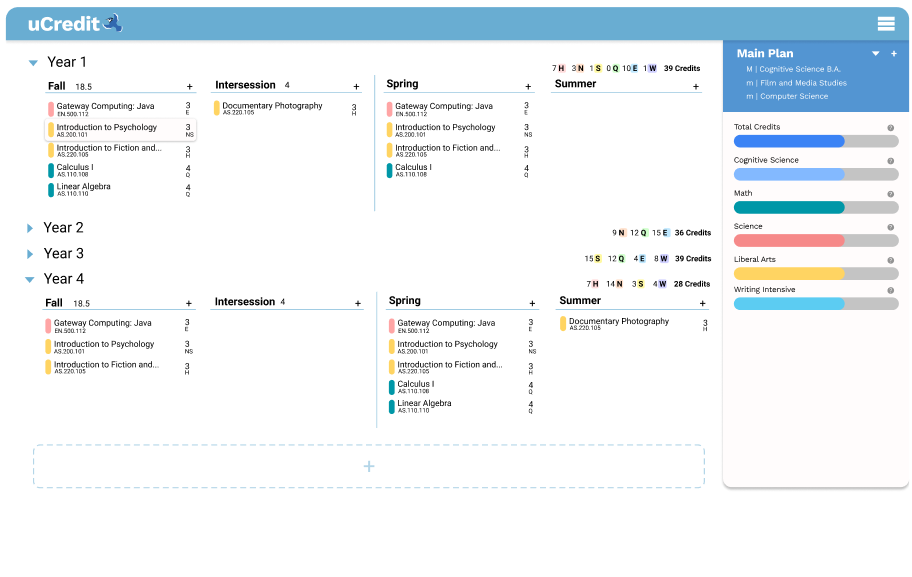 uCredit
Year 1
7 H 3 N 1 S 0 Q 10 E 1 W 39 Credits
Fall 18.5 +
Gateway Computing: Java 3
EN.500.112 E
Introduction to Psychology 3
AS.200.101 NS
Introduction to Fiction and... 3
AS.220.105 H
Calculus I 4
AS.110.108 Q
Linear Algebra 4
AS.110.110 Q
Intersession 4 +
Documentary Photography 3
AS.220.105 H
Spring +
Gateway Computing: Java 3
EN.500.112 E
Introduction to Psychology 3
AS.200.101 NS
Introduction to Fiction and... 3
AS.220.105 H
Calculus I 4
AS.110.108 Q
Summer +
Year 2
9 N 12 Q 15 E 36 Credits
Year 3
15 S 12 Q 4 E 8 W 39 Credits
Year 4
7 H 14 N 3 S 4 W 28 Credits
Fall 18.5 +
Gateway Computing: Java 3
EN.500.112 E
Introduction to Psychology 3
AS.200.101 NS
Introduction to Fiction and... 3
AS.220.105 H
Intersession 4 +
Spring +
Gateway Computing: Java 3
EN.500.112 E
Introduction to Psychology 3
AS.200.101 NS
Introduction to Fiction and... 3
AS.220.105 H
Calculus I 4
AS.110.108 Q
Linear Algebra 4
AS.110.110 Q
Summer +
Documentary Photography 3
AS.220.105 H
+
Main Plan +
M | Cognitive Science B.A.
m | Film and Media Studies
m | Computer Science
Total Credits ?
Cognitive Science ?
Math ?
Science ?
Liberal Arts ?
Writing Intensive ?